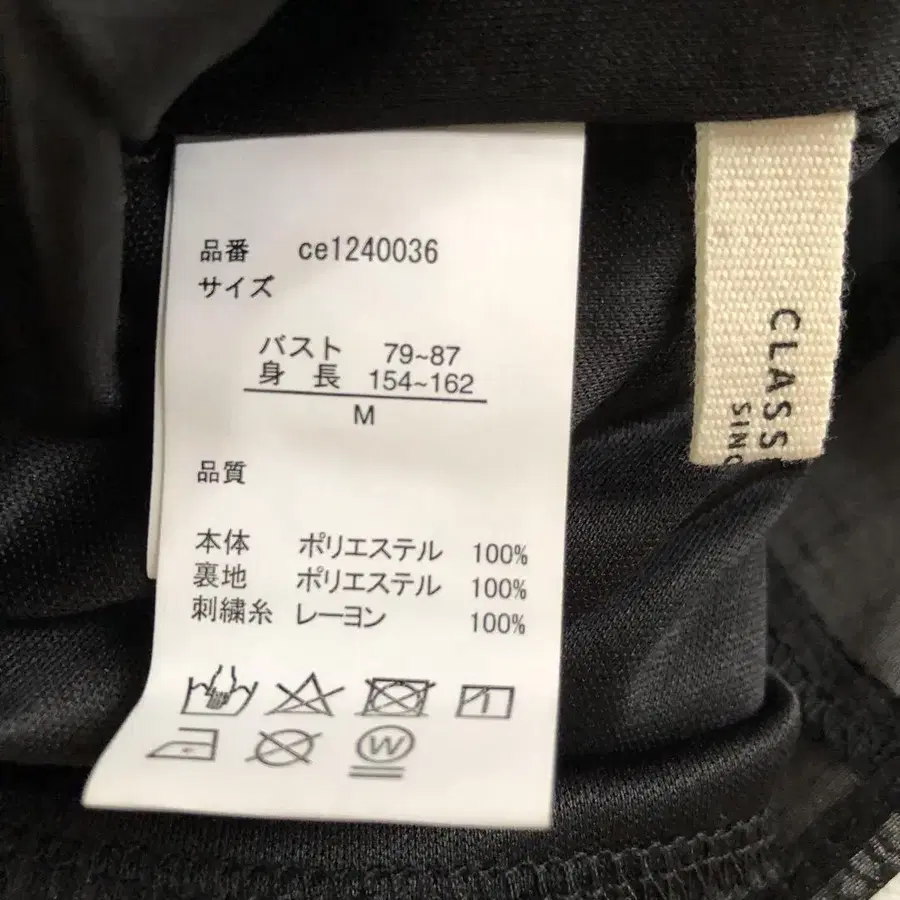 品番 ce1240036
サイズ
バスト 79~87
身長 154~162
M
品質
本体 ポリエステル 100%
裏地 ポリエステル 100%
刺繍糸 レーヨン 100%
W
CLASS